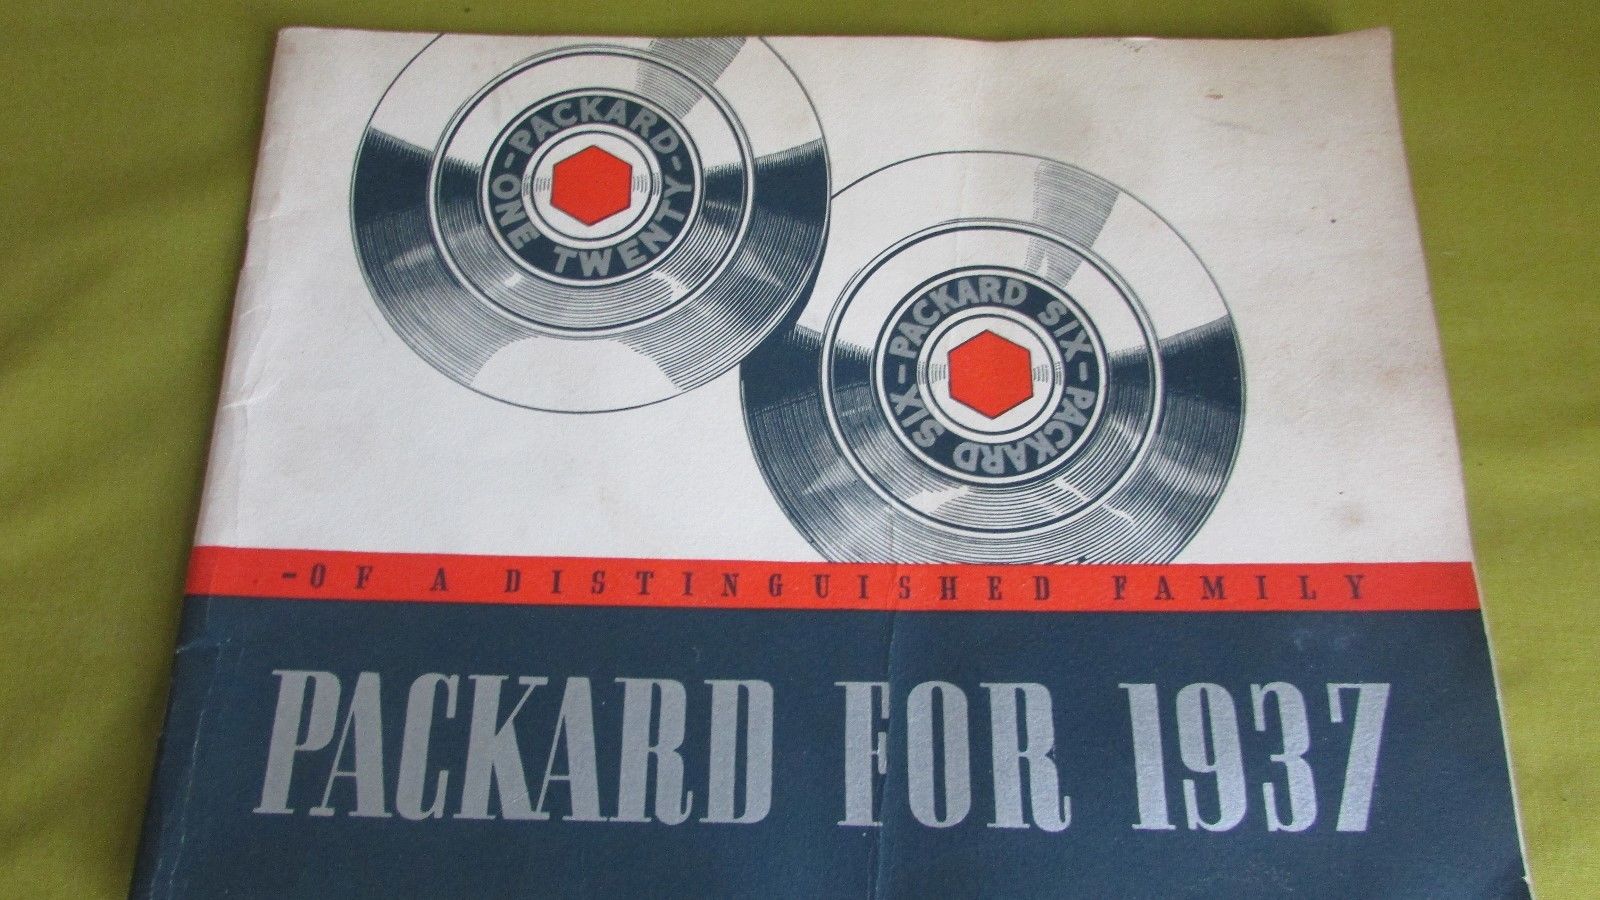 -PACKARD-
ONE TWENTY
-PACKARD SIX-
PACKARD SIX
-OF A DISTINGUISHED FAMILY
PACKARD FOR 1937